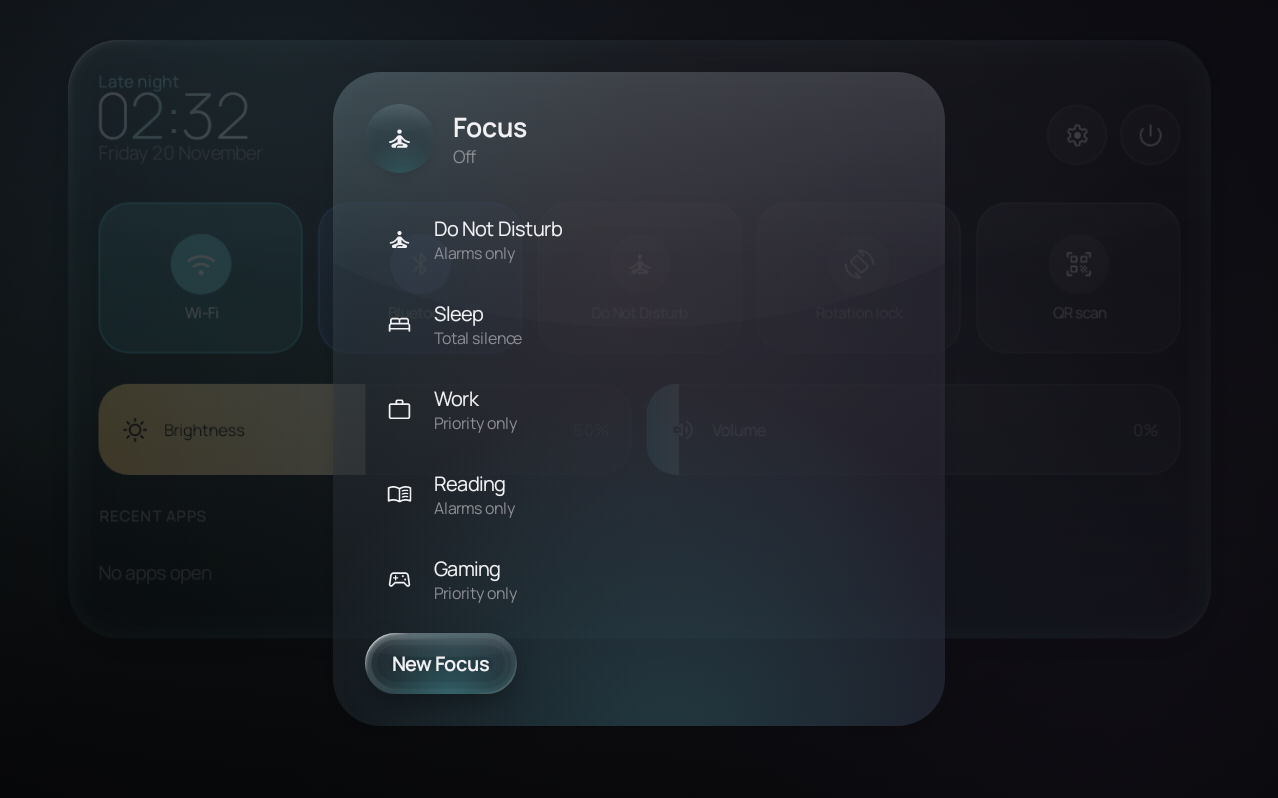 Late night
02:32
Friday 20 November
Focus
Off
Do Not Disturb
Alarms only
Sleep
Total silence
Work
Priority only
Reading
Alarms only
Gaming
Priority only
New Focus
Wi-Fi
Do Not Disturb
Rotation lock
QR scan
Brightness
50%
Volume
0%
RECENT APPS
No apps open